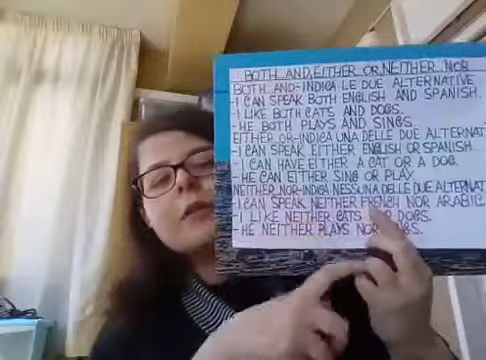 BOTH AND, EITHER OR, NEITHER NOR
BOTH AND-INDICA LE DUE ALTERNATIVE
-I CAN SPEAK BOTH ENGLISH AND SPANISH.
-I LIKE BOTH CATS AND DOGS.
-HE BOTH PLAYS AND SINGS.
EITHER OR-INDICA UNA DELLE DUE ALTERNAT
-I CAN SPEAK EITHER ENGLISH OR SPANISH
-I CAN HAVE EITHER A CAT OR A DOG.
-HE CAN EITHER SING OR PLAY.
NEITHER NOR-INDICA NESSUNA DELLE DUE ALTERNAT
-I CAN SPEAK NEITHER FRENCH NOR ARABIC
-I LIKE NEITHER CATS DOGS.
-HE NEITHER PLAYS NOR